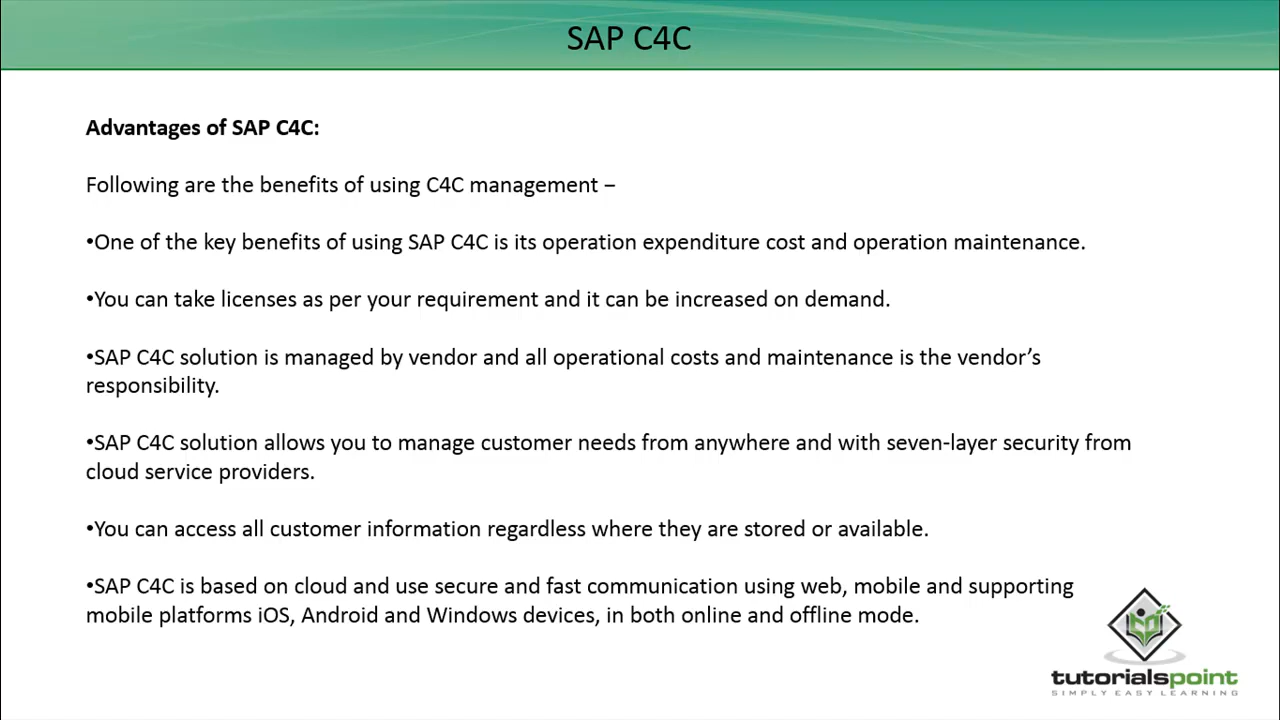 SAP C4C
Advantages of SAP C4C:
Following are the benefits of using C4C management −
•One of the key benefits of using SAP C4C is its operation expenditure cost and operation maintenance.
•You can take licenses as per your requirement and it can be increased on demand.
•SAP C4C solution is managed by vendor and all operational costs and maintenance is the vendor’s
responsibility.
•SAP C4C solution allows you to manage customer needs from anywhere and with seven-layer security from
cloud service providers.
•You can access all customer information regardless where they are stored or available.
•SAP C4C is based on cloud and use secure and fast communication using web, mobile and supporting
mobile platforms iOS, Android and Windows devices, in both online and offline mode.
tutorialspoint
SIMPLY EASY LEARNING